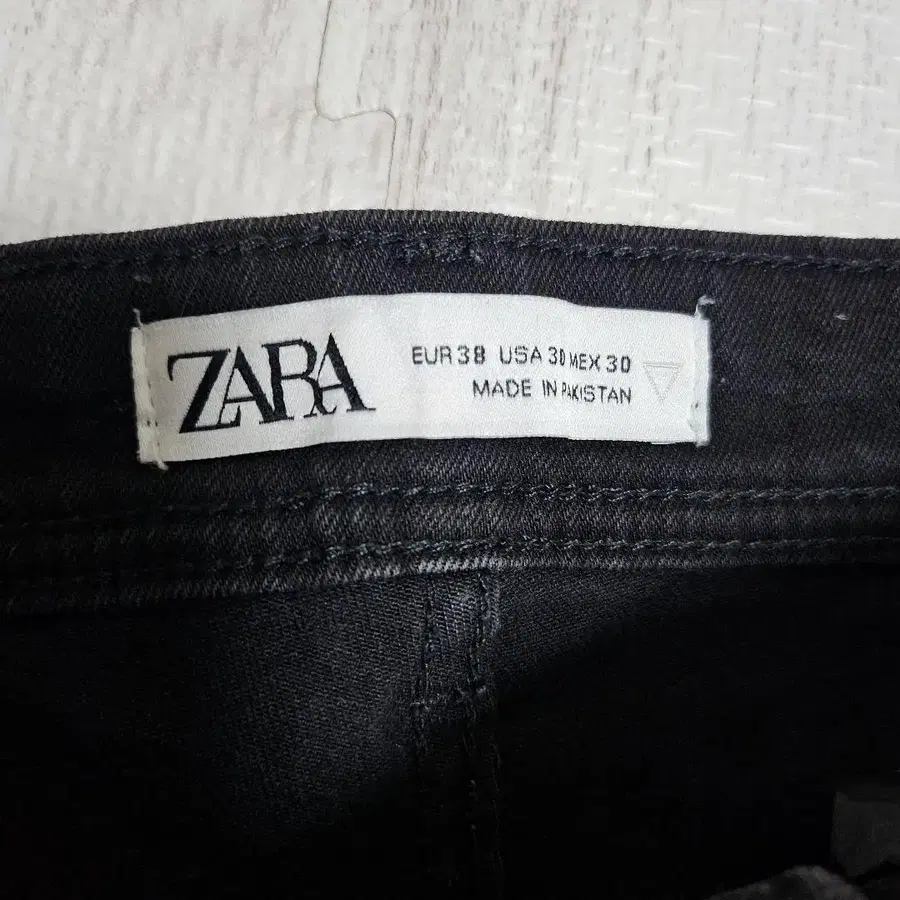 ZARA
EUR 38 USA 30 MEX 30
MADE IN PAKISTAN